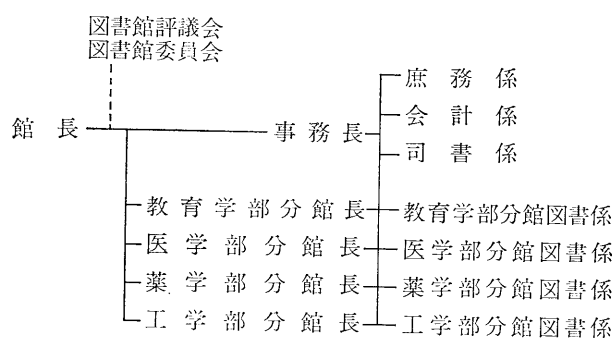 図書館評議会
図書館委員会
庶務係
会計係
館長 事務長
司書係
教育学部分館長 教育学部分館図書係
医学部分館長 医学部分館図書係
薬学部分館長 薬学部分館図書係
工学部分館長 工学部分館図書係